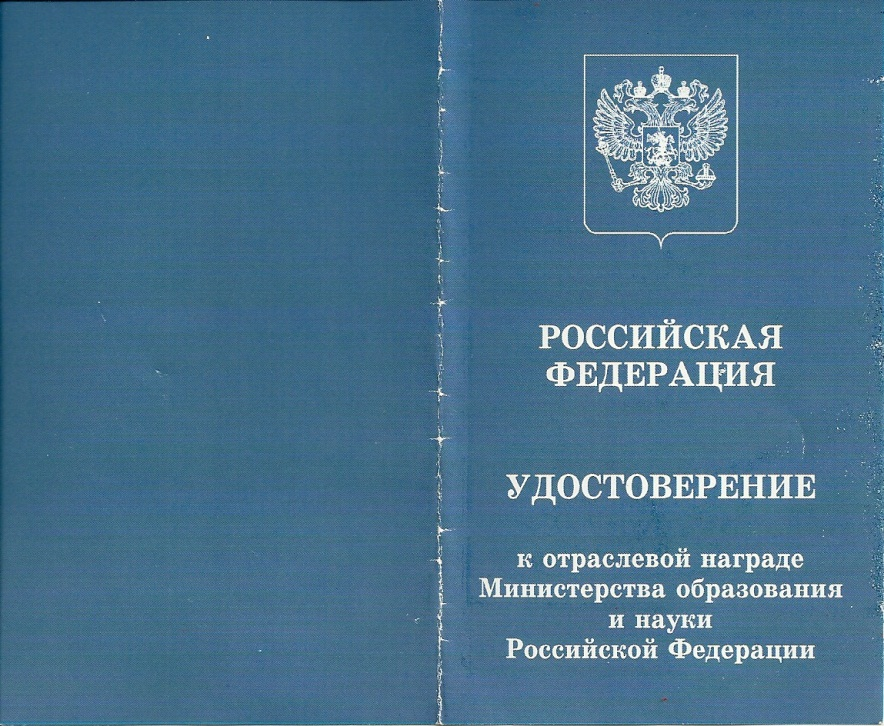 РОССИЙСКАЯ
ФЕДЕРАЦИЯ
УДОСТОВЕРЕНИЕ
к отраслевой награде
Министерства образования
и науки
Российской Федерации